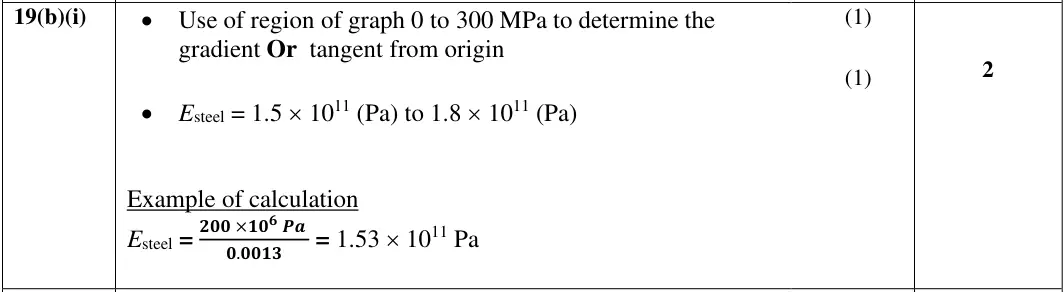 19(b)(i)
• Use of region of graph 0 to 300 MPa to determine the (1)
gradient Or tangent from origin
(1)
2
• Esteel = 1.5 × 10¹¹ (Pa) to 1.8 × 10¹¹ (Pa)
Example of calculation
Esteel = 200 ×10⁶ Pa / 0.0013 = 1.53 × 10¹¹ Pa